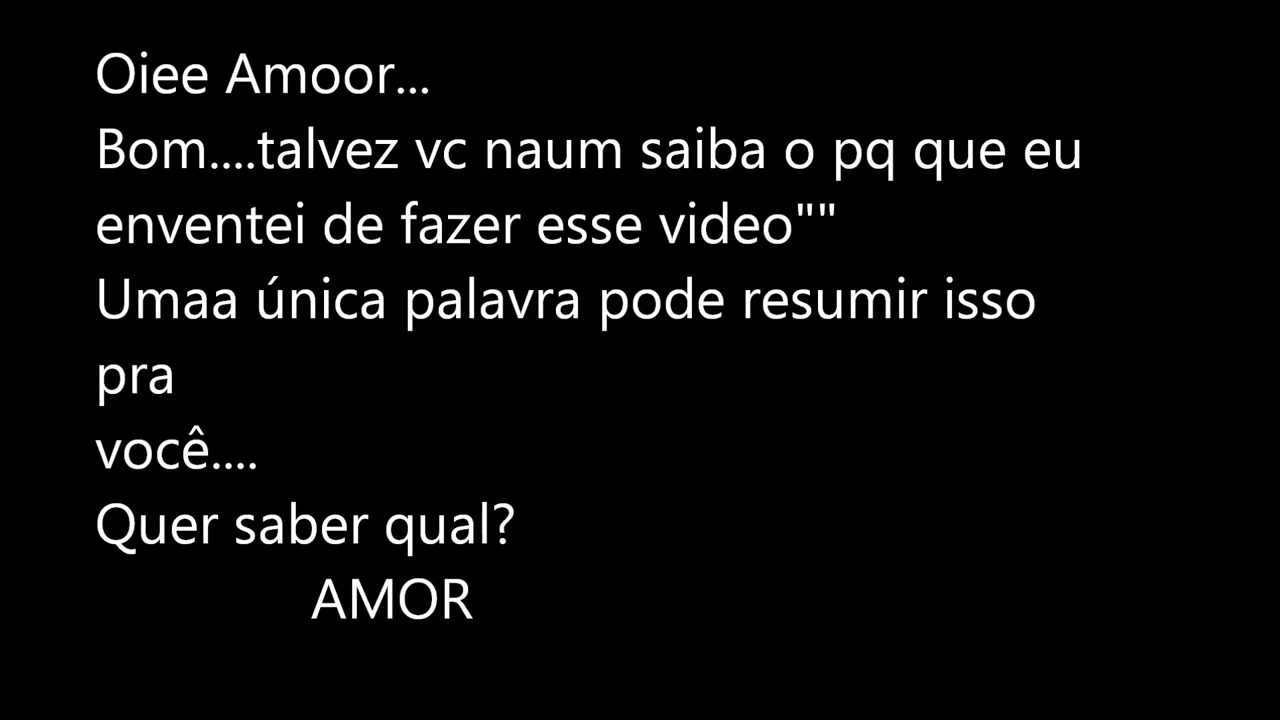 Oiee Amoor...
Bom....talvez vc naum saiba o pq que eu
enventei de fazer esse video""
Umaa única palavra pode resumir isso
pra
você....
Quer saber qual?
AMOR